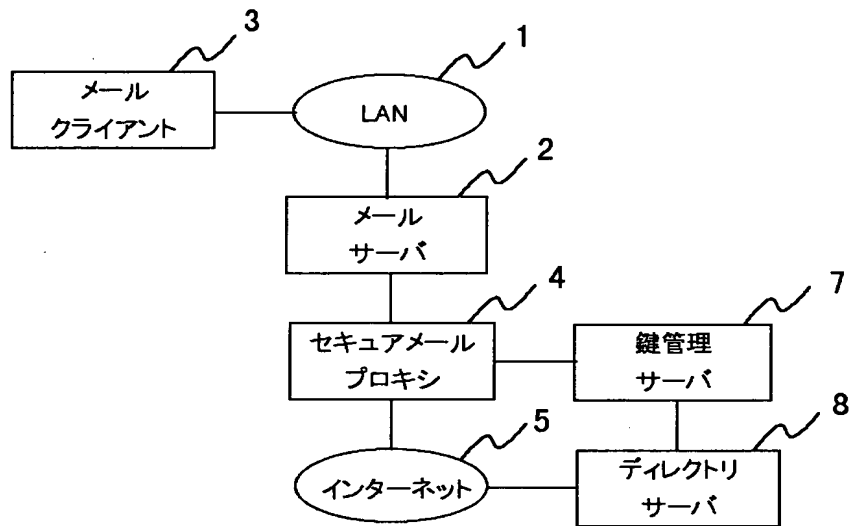 3
メール
クライアント
1
LAN
2
メール
サーバ
4
セキュアメール
プロキシ
7
鍵管理
サーバ
5
インターネット
8
ディレクトリ
サーバ